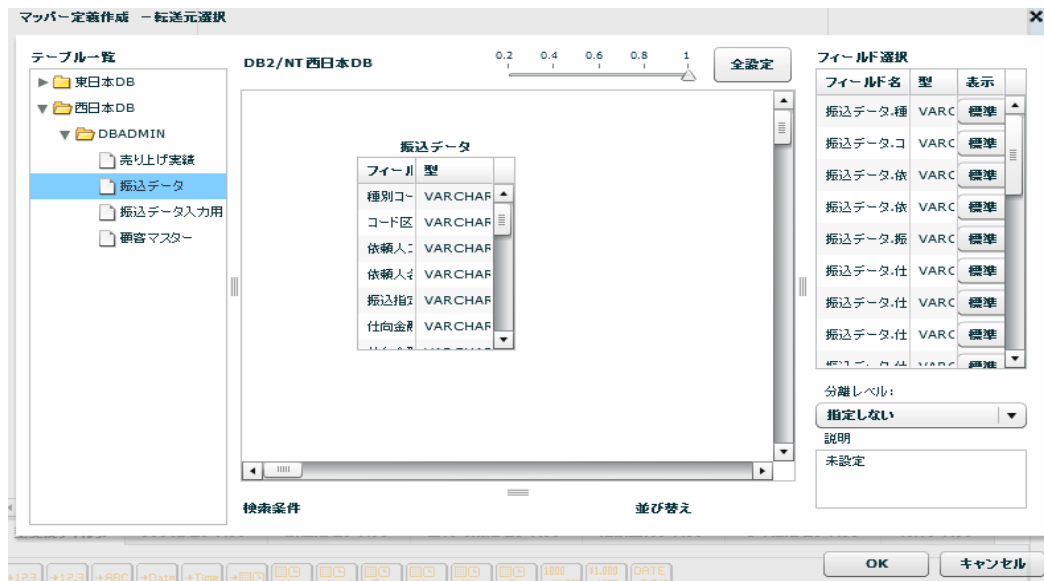 マッパー定義作成 －転送元選択
テーブル一覧
東日本DB
西日本DB
DBADMIN
売り上げ実績
振込データ
振込データ入力用
顧客マスター
DB2/NT 西日本DB
0.2 0.4 0.6 0.8 1
全設定
振込データ
フィール 型
種別コー VARCHAR
コード区 VARCHAR
依頼人コ VARCHAR
依頼人名 VARCHAR
振込指定 VARCHAR
仕向金融 VARCHAR
検索条件
並び替え
フィールド選択
フィールド名 型 表示
振込データ.種 VARC 標準
振込データ.コ VARC 標準
振込データ.依 VARC 標準
振込データ.依 VARC 標準
振込データ.振 VARC 標準
振込データ.仕 VARC 標準
振込データ.仕 VARC 標準
振込データ.仕 VARC 標準
分離レベル：
指定しない
説明
未設定
OK
キャンセル
→123 →12.3 →ABC →Date →Time
DATE